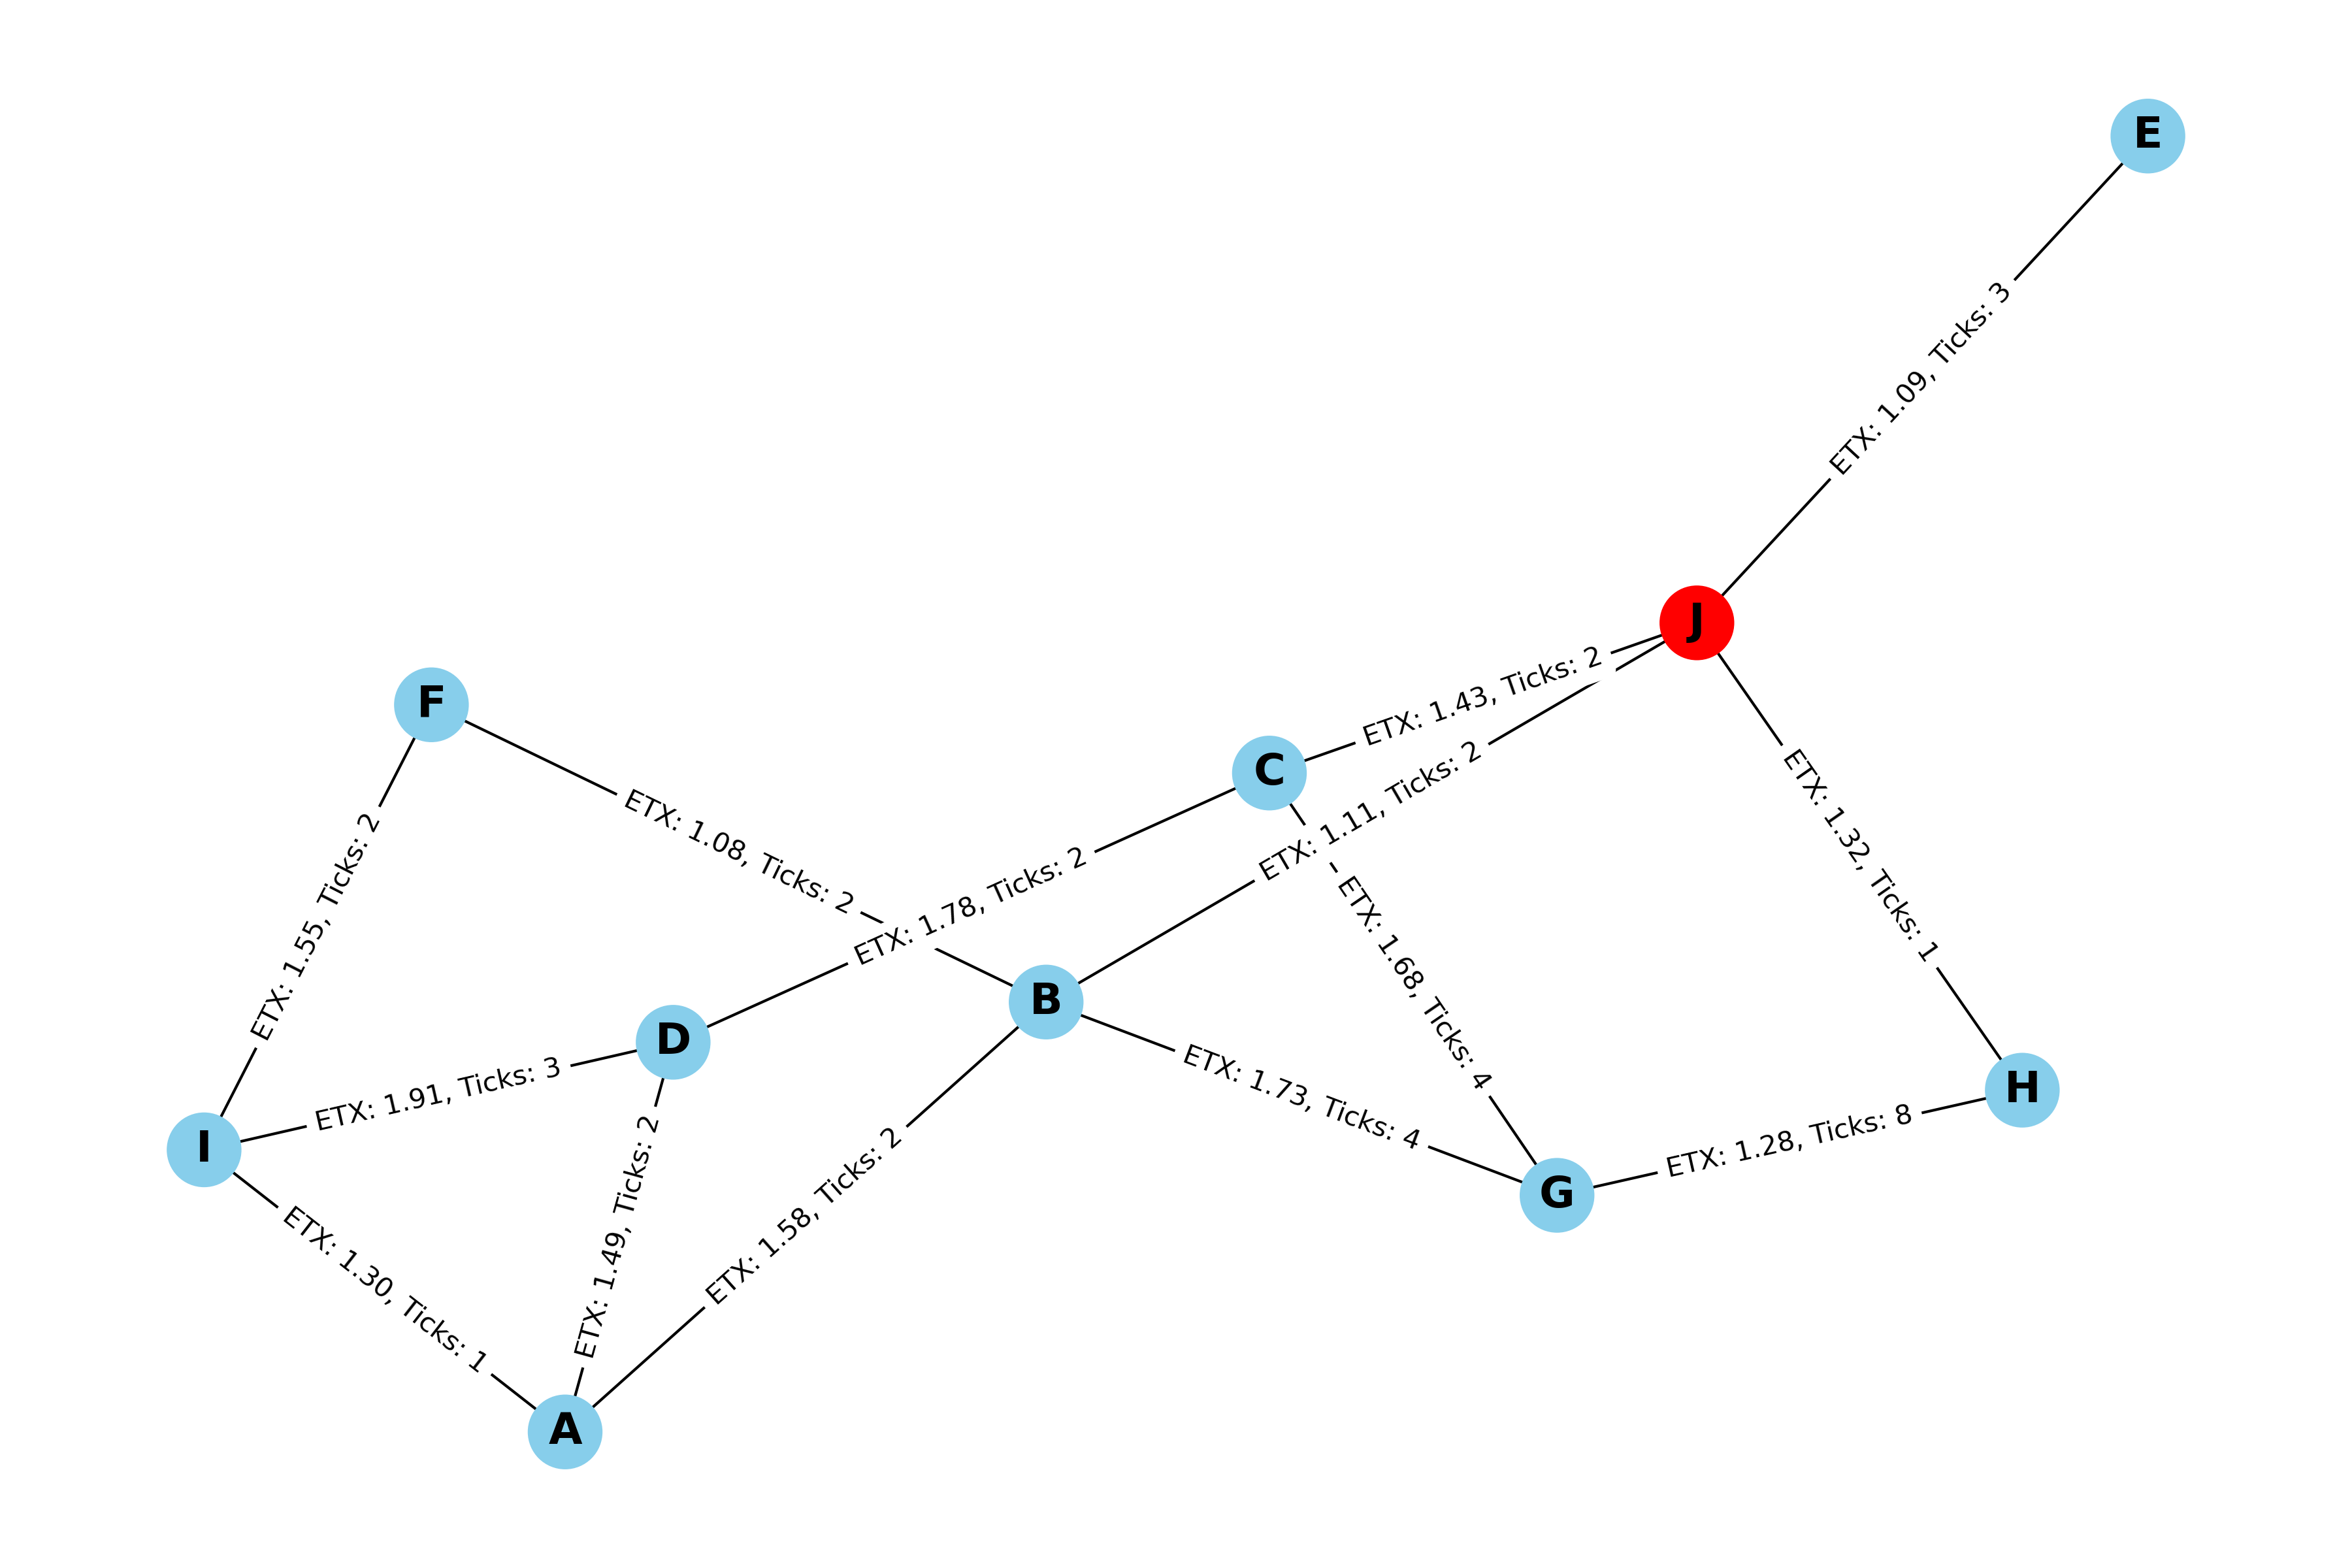 E
ETX: 1.09, Ticks: 3
J
ETX: 1.43, Ticks: 2
F
C
ETX: 1.11, Ticks: 2
ETX: 1.32, Ticks: 1
ETX: 1.08, Ticks: 2
ETX: 1.78, Ticks: 2
ETX: 1.55, Ticks: 2
ETX: 1.68, Ticks: 4
B
D
H
ETX: 1.91, Ticks: 3
ETX: 1.73, Ticks: 4
ETX: 1.28, Ticks: 8
I
G
ETX: 1.49, Ticks: 2
ETX: 1.58, Ticks: 2
ETX: 1.30, Ticks: 1
A